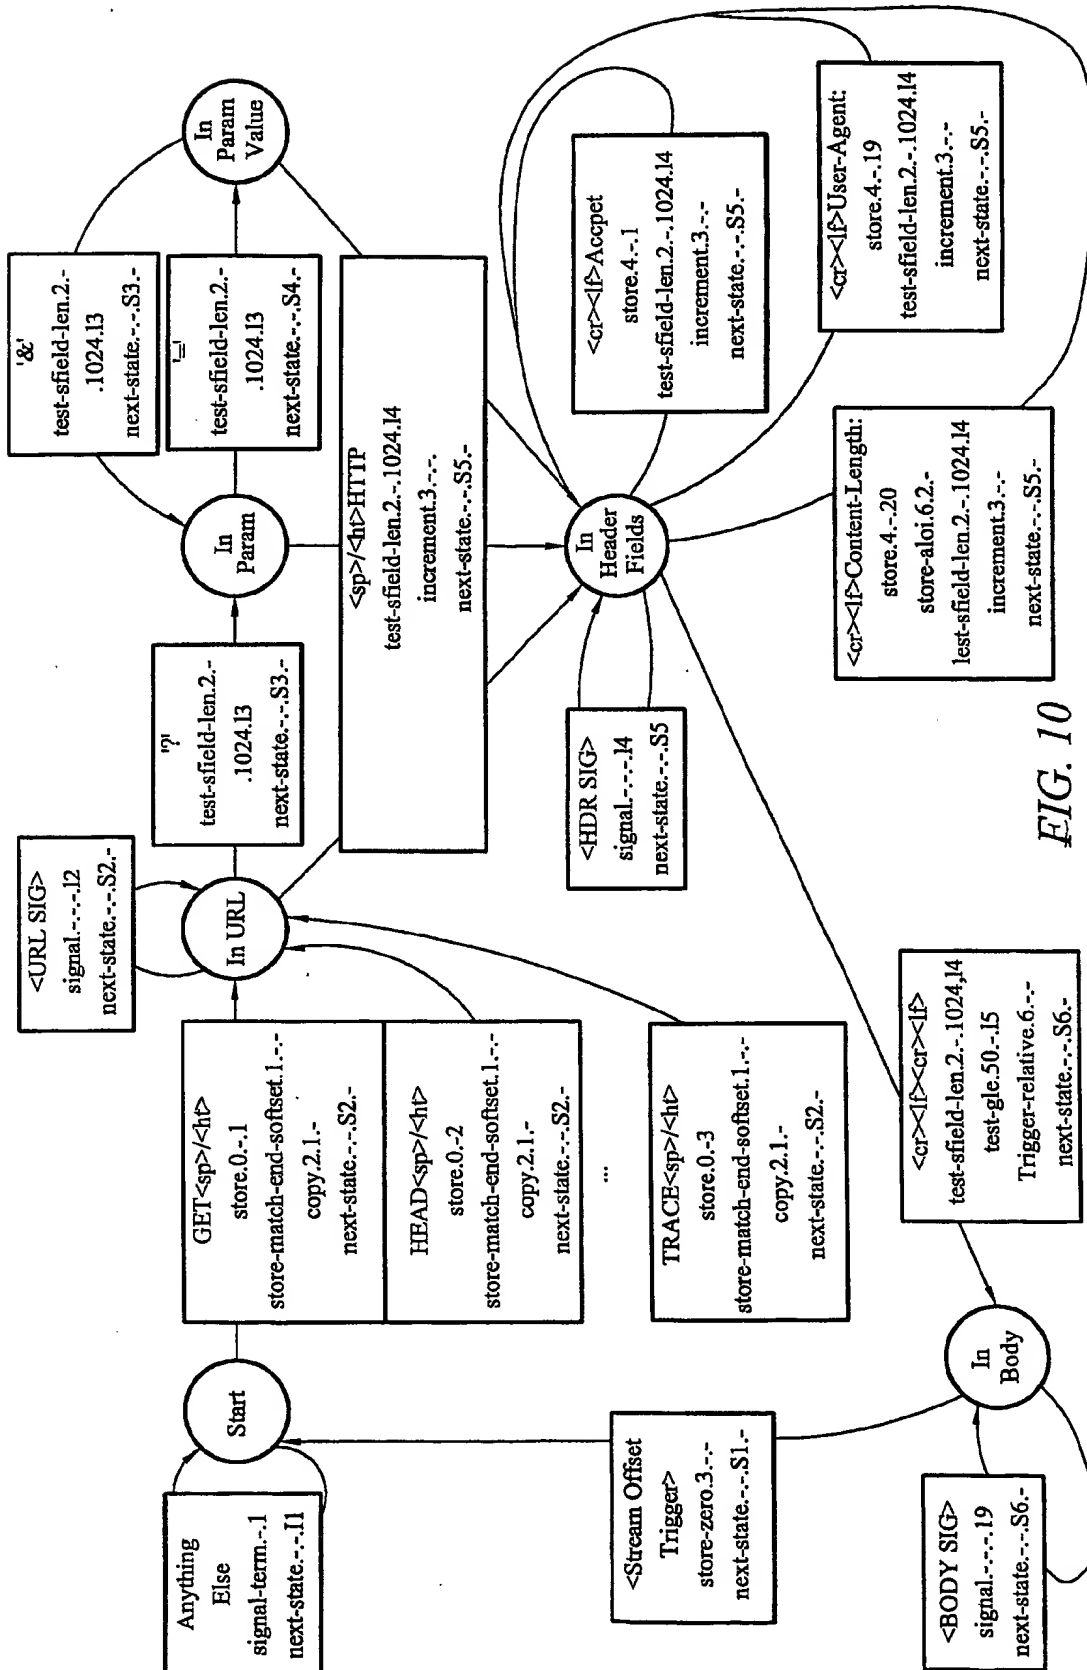 Anything
Else
signal-term.-.1
next-state.-.-.I1
Start
GET<sp>/<ht>
store.0.-.1
store-match-end-softset.1.-.-
copy.2.1.-
next-state.-.-.S2.-
HEAD<sp>/<ht>
store.0.-2
store-match-end-softset.1.-.-
copy.2.1.-
next-state.-.-.S2.-
...
TRACE<sp>/<ht>
store.0.-3
store-match-end-softset.1.-.-
copy.2.1.-
next-state.-.-.S2.-
<URL SIG>
signal.-.-.-.12
next-state.-.-.S2.-
In URL
'?'
test-sfield-len.2.-
.1024.13
next-state.-.-.S3.-
In
Param
'&'
test-sfield-len.2.-
.1024.13
next-state.-.-.S3.-
'='
test-sfield-len.2.-
.1024.13
next-state.-.-.S4.-
In
Param
Value
<sp>/<ht>HTTP
test-sfield-len.2.-.1024.14
increment.3.-.-.
next-state.-.-.S5.-
<HDR SIG>
signal.-.-.-.14
next-state.-.-.S5
In
Header
Fields
<cr><lf>Accpet
store.4.-.1
test-sfield-len.2.-.1024.14
increment.3.-.-
next-state.-.-.S5.-
<cr><lf>User-Agent:
store.4.-.19
test-sfield-len.2.-.1024.14
increment.3.-.-
next-state.-.-.S5.-
<cr><lf>Content-Length:
store.4.-.20
store-aloi.6.2.-
test-sfield-len.2.-.1024.14
increment.3.-.-
next-state.-.-.S5.-
<cr><lf><cr><lf>
test-sfield-len.2.-.1024,14
test-gle.50.-.15
Trigger-relative.6.-.-
next-state.-.-.S6.-
In
Body
<Stream Offset
Trigger>
store-zero.3.-.-
next-state.-.-.S1.-
<BODY SIG>
signal.-.-.-.19
next-state.-.-.S6.-
FIG. 10